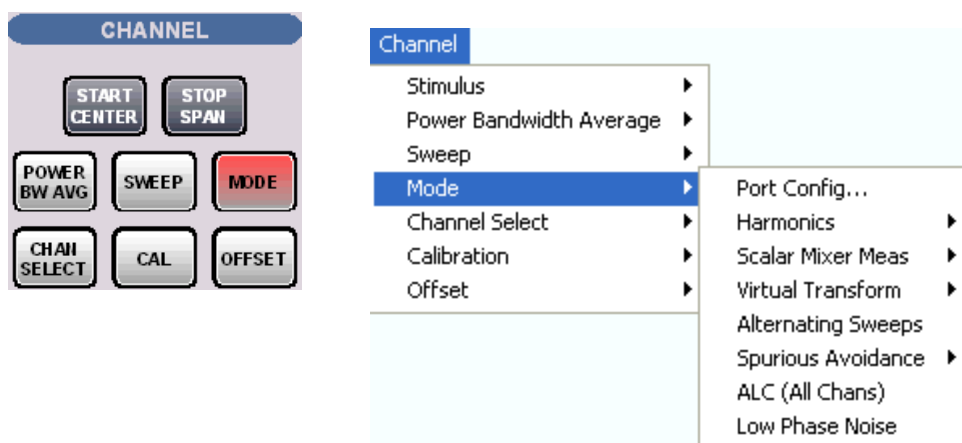 CHANNEL
START
CENTER
STOP
SPAN
POWER
BW AVG
SWEEP
MODE
CHAN
SELECT
CAL
OFFSET
Channel
Stimulus
Power Bandwidth Average
Sweep
Mode
Channel Select
Calibration
Offset
Port Config...
Harmonics
Scalar Mixer Meas
Virtual Transform
Alternating Sweeps
Spurious Avoidance
ALC (All Chans)
Low Phase Noise